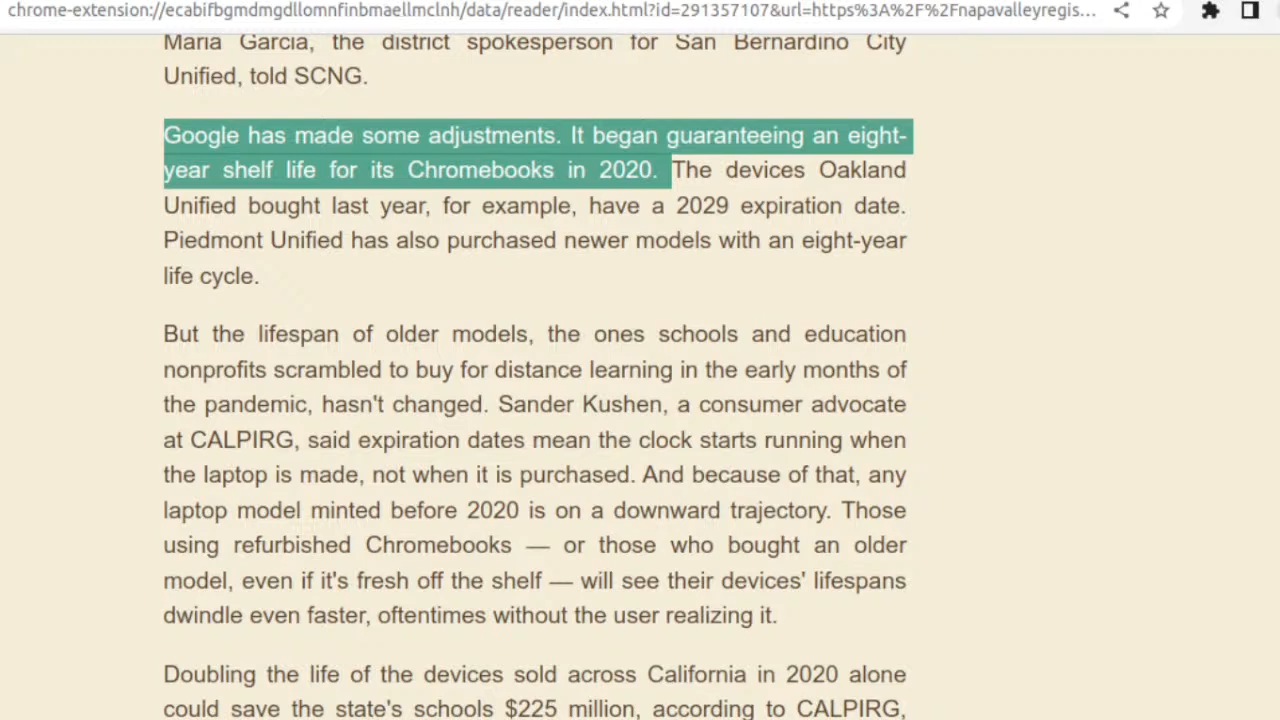 chrome-extension://ecabifbgmdmgdllomnfinbmaellmclnh/data/reader/index.html?id=291357107&url=https%3A%2F%2Fnapavalleyregis...
Maria Garcia, the district spokesperson for San Bernardino City
Unified, told SCNG.
Google has made some adjustments. It began guaranteeing an eight-
year shelf life for its Chromebooks in 2020. The devices Oakland
Unified bought last year, for example, have a 2029 expiration date.
Piedmont Unified has also purchased newer models with an eight-year
life cycle.
But the lifespan of older models, the ones schools and education
nonprofits scrambled to buy for distance learning in the early months of
the pandemic, hasn't changed. Sander Kushen, a consumer advocate
at CALPIRG, said expiration dates mean the clock starts running when
the laptop is made, not when it is purchased. And because of that, any
laptop model minted before 2020 is on a downward trajectory. Those
using refurbished Chromebooks — or those who bought an older
model, even if it's fresh off the shelf — will see their devices' lifespans
dwindle even faster, oftentimes without the user realizing it.
Doubling the life of the devices sold across California in 2020 alone
could save the state's schools $225 million, according to CALPIRG,